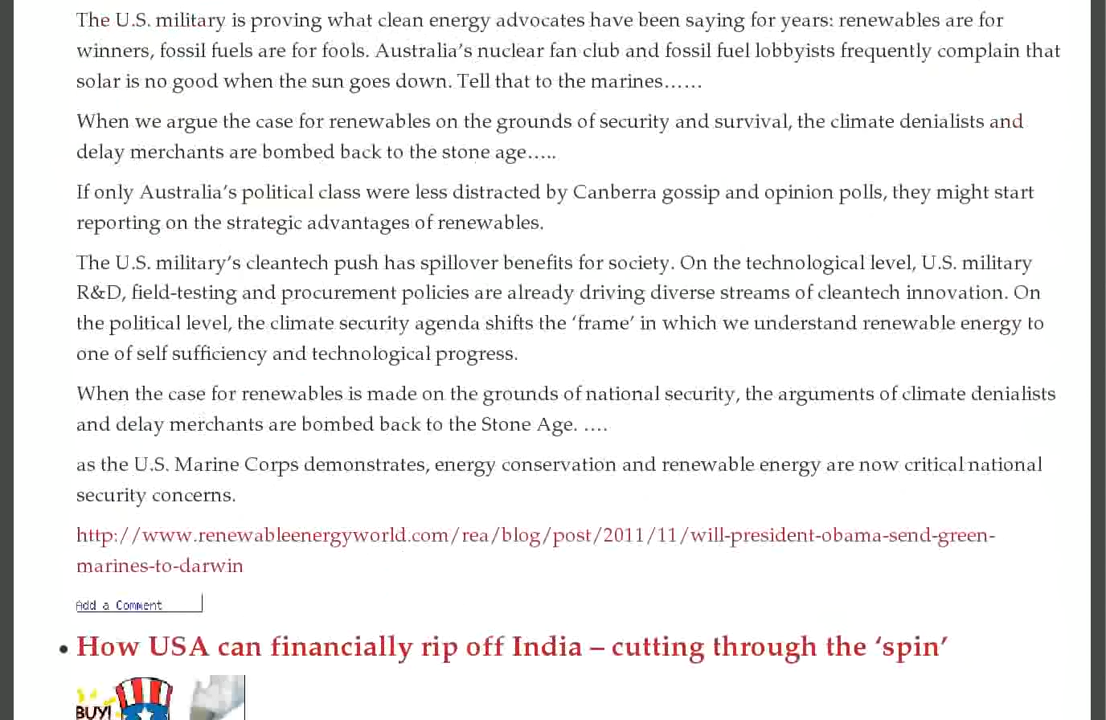 The U.S. military is proving what clean energy advocates have been saying for years: renewables are for
winners, fossil fuels are for fools. Australia’s nuclear fan club and fossil fuel lobbyists frequently complain that
solar is no good when the sun goes down. Tell that to the marines……
When we argue the case for renewables on the grounds of security and survival, the climate denialists and
delay merchants are bombed back to the stone age…..
If only Australia’s political class were less distracted by Canberra gossip and opinion polls, they might start
reporting on the strategic advantages of renewables.
The U.S. military’s cleantech push has spillover benefits for society. On the technological level, U.S. military
R&D, field-testing and procurement policies are already driving diverse streams of cleantech innovation. On
the political level, the climate security agenda shifts the ‘frame’ in which we understand renewable energy to
one of self sufficiency and technological progress.
When the case for renewables is made on the grounds of national security, the arguments of climate denialists
and delay merchants are bombed back to the Stone Age. ….
as the U.S. Marine Corps demonstrates, energy conservation and renewable energy are now critical national
security concerns.
http://www.renewableenergyworld.com/rea/blog/post/2011/11/will-president-obama-send-green-
marines-to-darwin
Add a Comment
• How USA can financially rip off India – cutting through the ‘spin’
BUY!